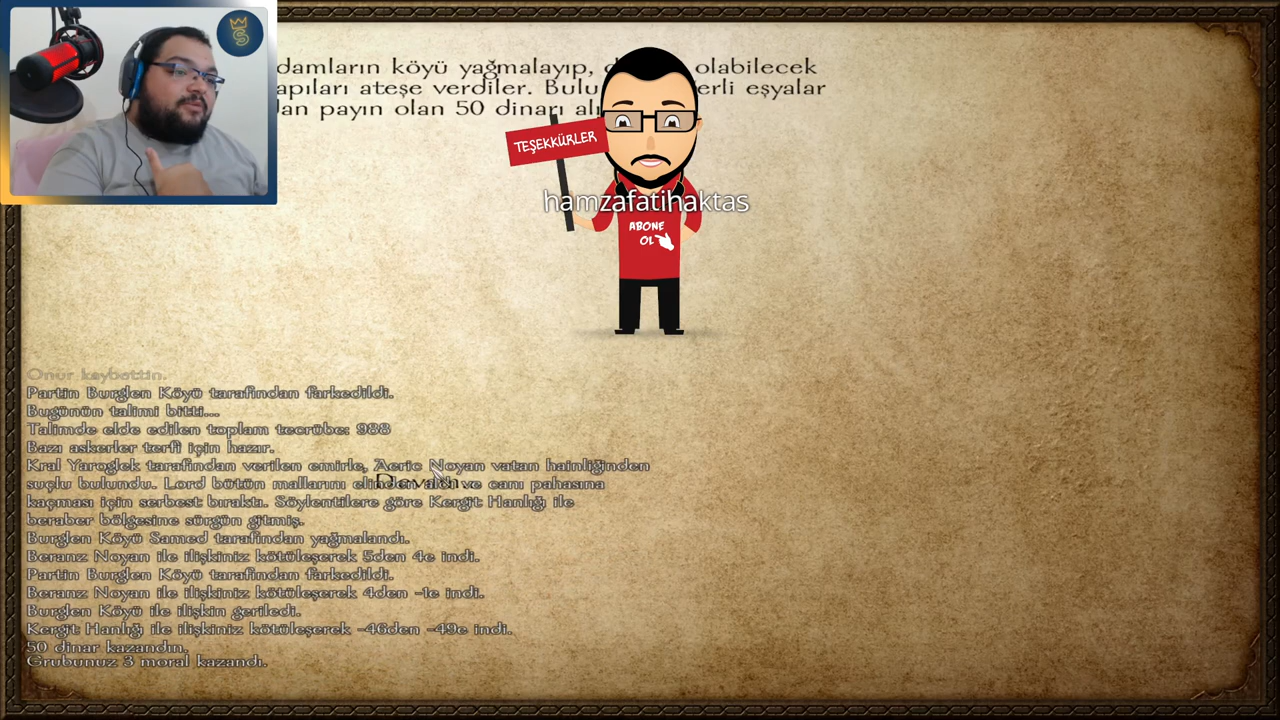 damların köyü yağmalayıp, olabilecek
apıları ateşe verdiler. Bulu erli eşyalar
dan payın olan 50 dinarı alı
TEŞEKKÜRLER
hamzafatihaktas
ABONE
OL
Onur kaybettin.
Partin Burglen Köyü tarafından farkedildi.
Bugünün talimi bitti...
Talimde elde edilen toplam tecrübe: 988
Bazı askerler terfi için hazır.
Kral Yaroglek tarafından verilen emirle, Aeric Noyan vatan hainliğinden
suçlu bulundu. Lord bütün mallarını elinden aldı ve canı pahasına
Devam...
kaçması için serbest bıraktı. Söylentilere göre Kergit Hanlığı ile
beraber bölgesine sürgün gitmiş.
Burglen Köyü Samed tarafından yağmalandı.
Beranz Noyan ile ilişkiniz kötüleşerek 5den 4e indi.
Partin Burglen Köyü tarafından farkedildi.
Beranz Noyan ile ilişkiniz kötüleşerek 4den -1e indi.
Burglen Köyü ile ilişkin geriledi.
Kergit Hanlığı ile ilişkiniz kötüleşerek -46den -49e indi.
50 dinar kazandın.
Grubunuz 3 moral kazandı.